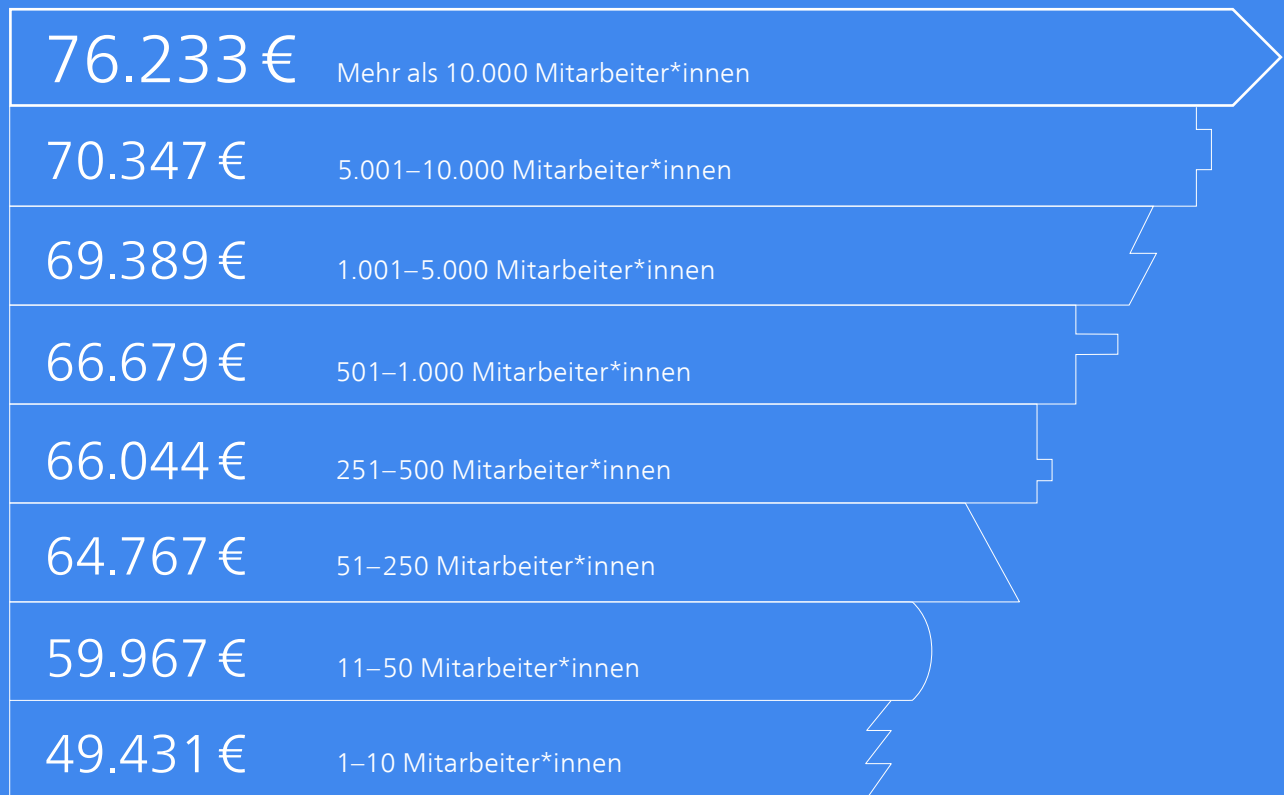 76.233 € Mehr als 10.000 Mitarbeiter*innen
70.347 € 5.001–10.000 Mitarbeiter*innen
69.389 € 1.001–5.000 Mitarbeiter*innen
66.679 € 501–1.000 Mitarbeiter*innen
66.044 € 251–500 Mitarbeiter*innen
64.767 € 51–250 Mitarbeiter*innen
59.967 € 11–50 Mitarbeiter*innen
49.431 € 1–10 Mitarbeiter*innen